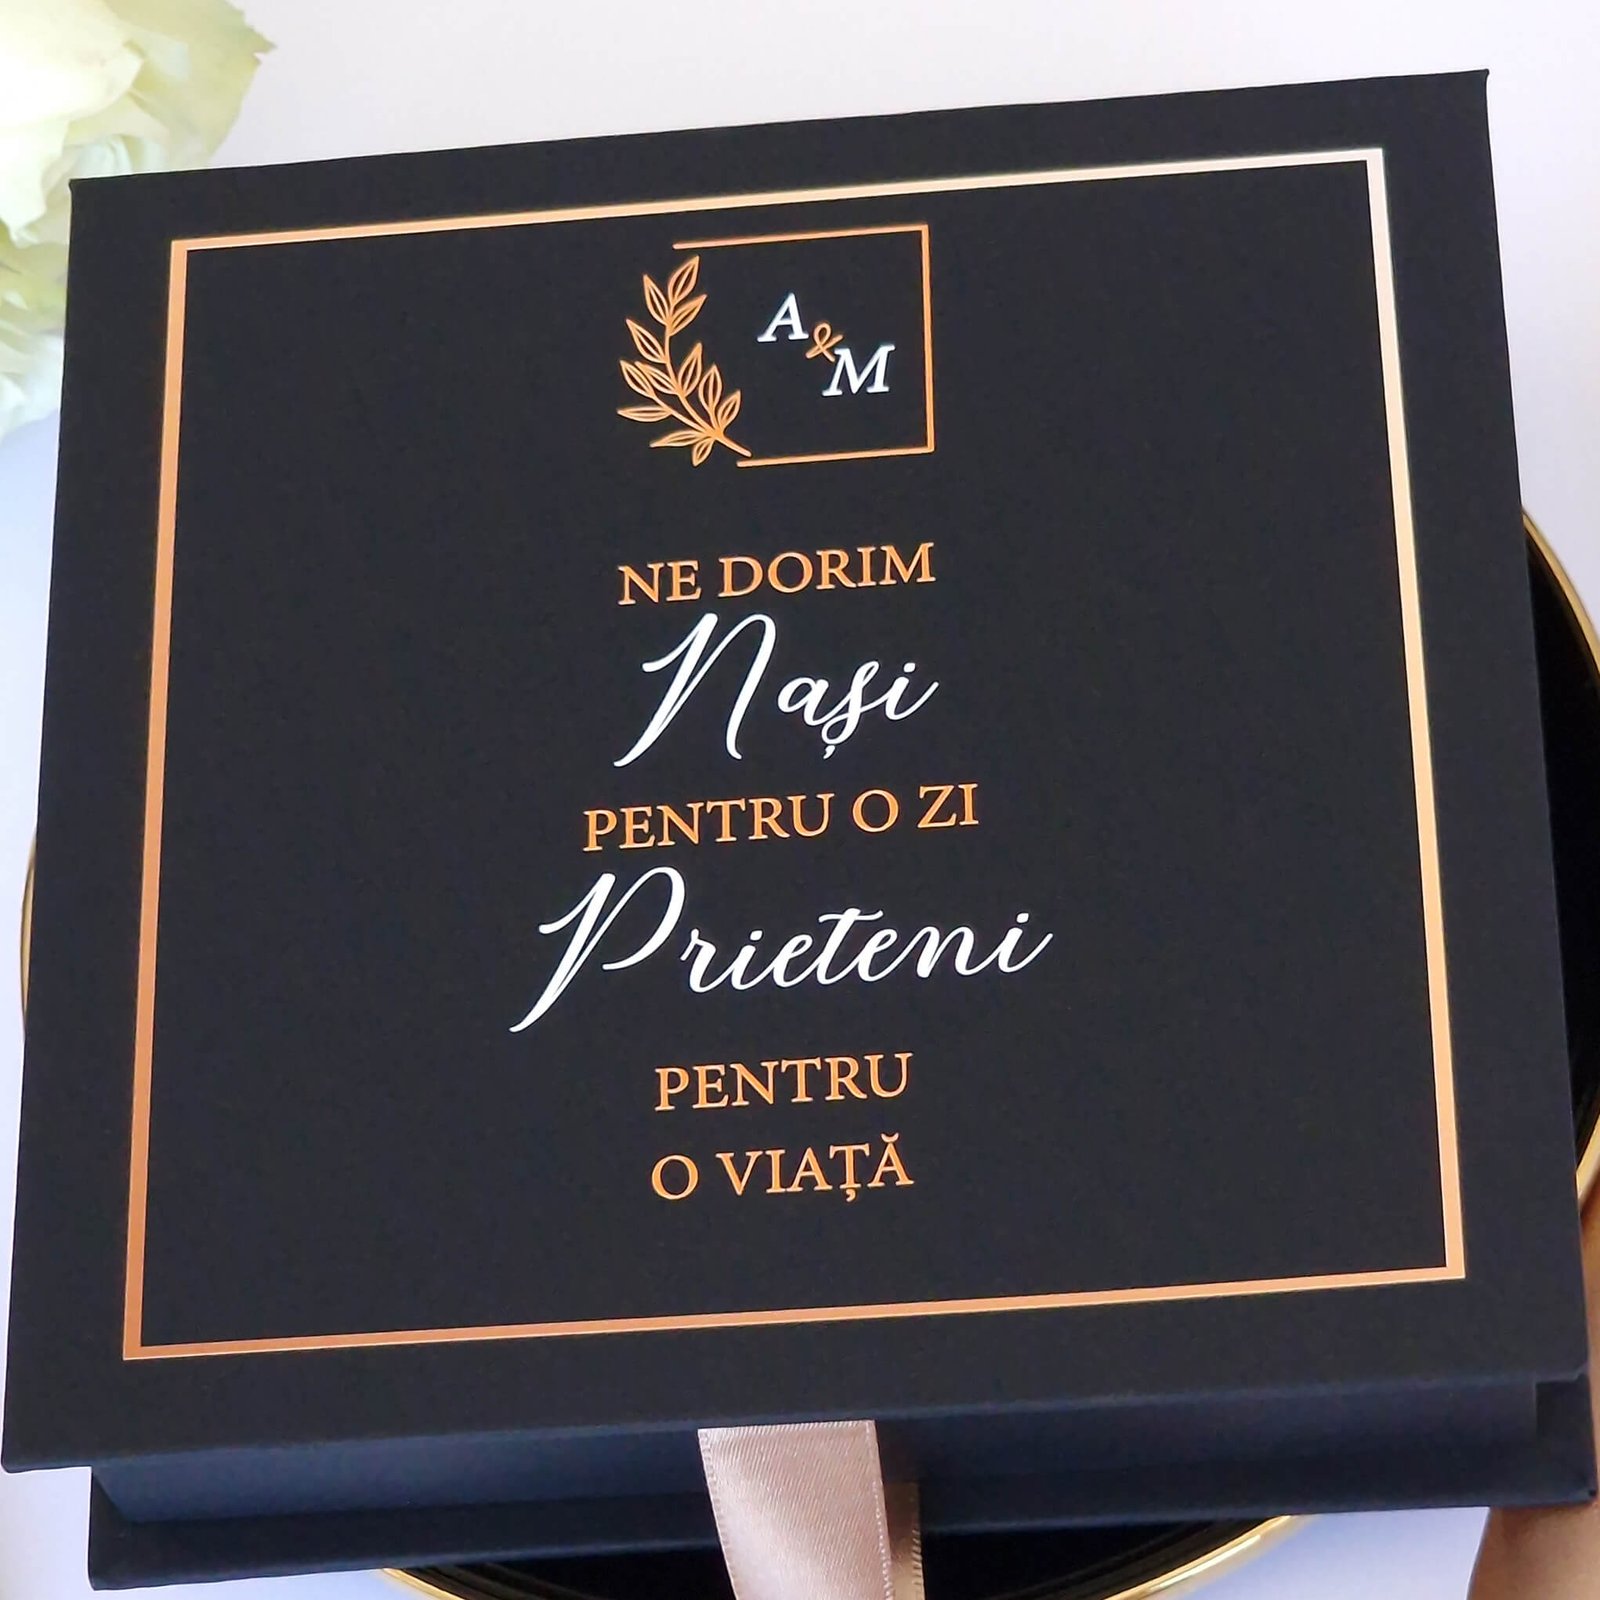 A & M
NE DORIM
Nași
PENTRU O ZI
Prieteni
PENTRU
O VIAȚĂ